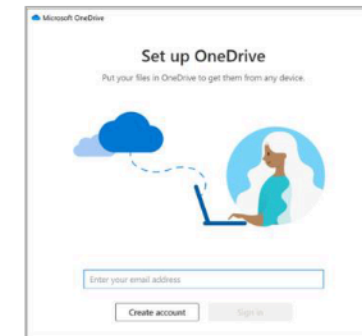 Microsoft OneDrive
Set up OneDrive
Put your files in OneDrive to get them from any device.
Enter your email address
Create account
Sign in